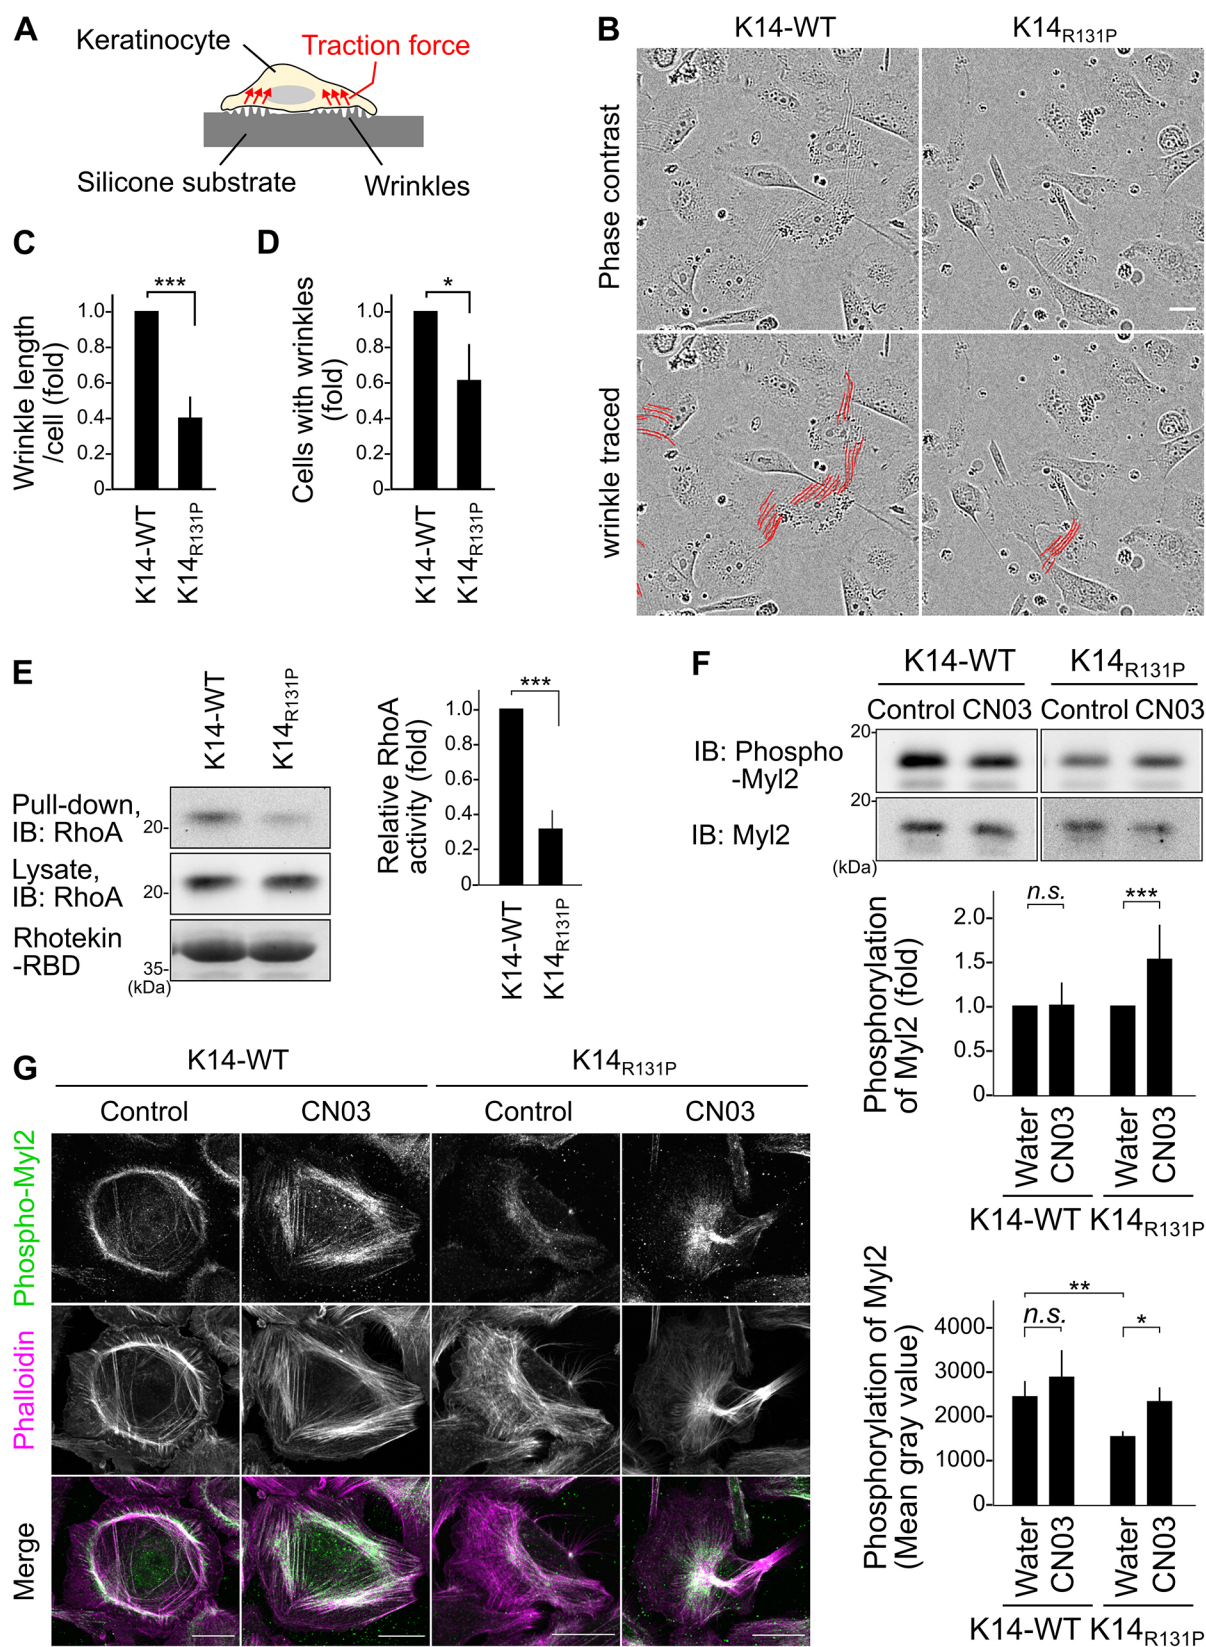 A
Keratinocyte
Traction force
Silicone substrate
Wrinkles
B
K14-WT
K14R131P
Phase contrast
wrinkle traced
C
Wrinkle length
/cell (fold)
***
1.0
0.8
0.6
0.4
0.2
0
K14-WT
K14R131P
D
Cells with wrinkles
(fold)
*
1.0
0.8
0.6
0.4
0.2
0
K14-WT
K14R131P
E
K14-WT
K14R131P
Pull-down,
IB: RhoA
20-
Lysate,
IB: RhoA
20-
Rhotekin
-RBD
35-
(kDa)
Relative RhoA
activity (fold)
***
1.0
0.8
0.6
0.4
0.2
0
K14-WT
K14R131P
F
K14-WT
K14R131P
Control CN03 Control CN03
IB: Phospho
-Myl2
20-
IB: Myl2
20-
(kDa)
Phosphorylation
of Myl2 (fold)
n.s.
***
2.0
1.5
1.0
0.5
0
Water
CN03
Water
CN03
K14-WT K14R131P
G
K14-WT
K14R131P
Control
CN03
Control
CN03
Phospho-Myl2
Phalloidin
Merge
Phosphorylation of Myl2
(Mean gray value)
**
n.s.
*
4000
3000
2000
1000
0
Water
CN03
Water
CN03
K14-WT K14R131P